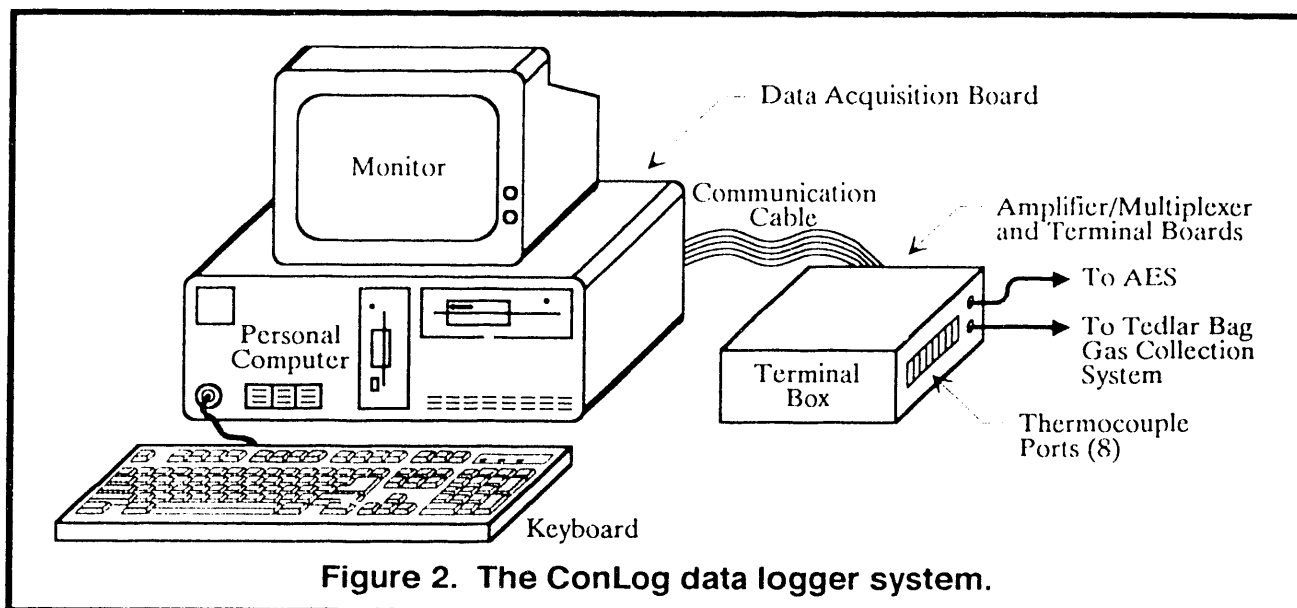 Data Acquisition Board
Monitor
Communication
Cable
Amplifier/Multiplexer
and Terminal Boards
To AES
Personal
Computer
To Tedlar Bag
Gas Collection
System
Terminal
Box
Thermocouple
Ports (8)
Keyboard
Figure 2. The ConLog data logger system.